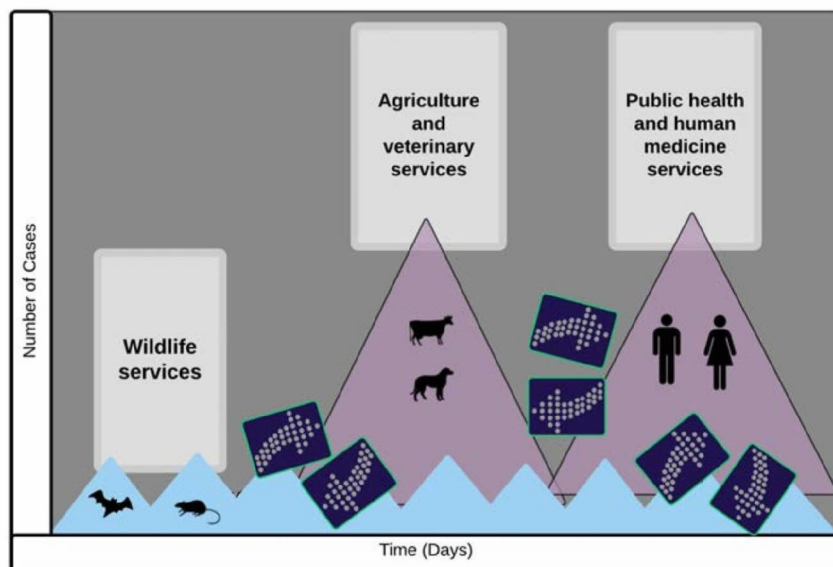 Agriculture
and
veterinary
services
Public health
and human
medicine
services
Wildlife
services
Number of Cases
Time (Days)